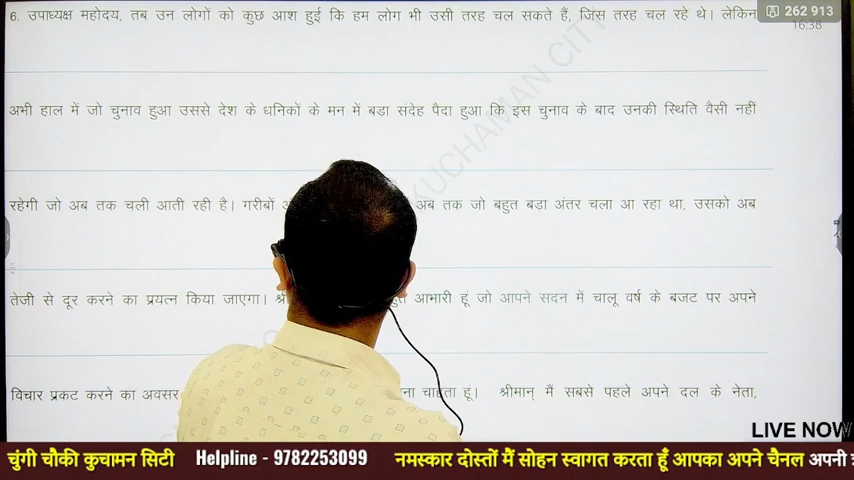 6. उपाध्यक्ष महोदय, तब उन लोगों को कुछ आश हुई कि हम लोग भी उसी तरह चल सकते हैं, जिस तरह चल रहे थे। लेकिन
262 913
16:38
अभी हाल में जो चुनाव हुआ उससे देश के धनिकों के मन में बड़ा संदेह पैदा हुआ कि इस चुनाव के बाद उनकी स्थिति वैसी नहीं
रहेगी जो अब तक चली आती रही है। गरीबों अब तक जो बहुत बड़ा अंतर चला आ रहा था, उसको अब
तेजी से दूर करने का प्रयत्न किया जाएगा। आभारी हूं जो आपने सदन में चालू वर्ष के बजट पर अपने
विचार प्रकट करने का अवसर चाहता हूं। श्रीमान् मैं सबसे पहले अपने दल के नेता,
KUCHAMAN CITY
LIVE NOW
चुंगी चौकी कुचामन सिटी Helpline - 9782253099 नमस्कार दोस्तों मैं सोहन स्वागत करता हूँ आपका अपने चैनल अपनी